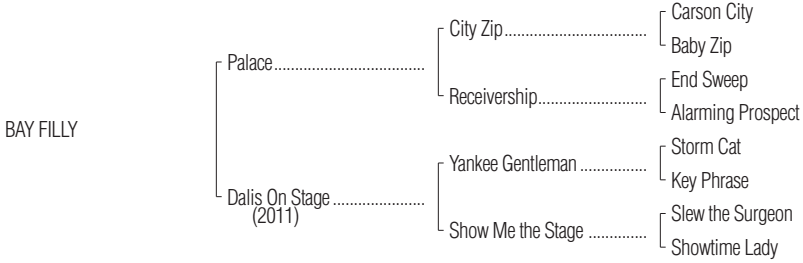 Carson City
City Zip....................................
Baby Zip
Palace......................................
End Sweep
Receivership...........................
Alarming Prospect
BAY FILLY
Storm Cat
Yankee Gentleman .................
Key Phrase
Dalis On Stage .......................
(2011)
Slew the Surgeon
Show Me the Stage ..............
Showtime Lady